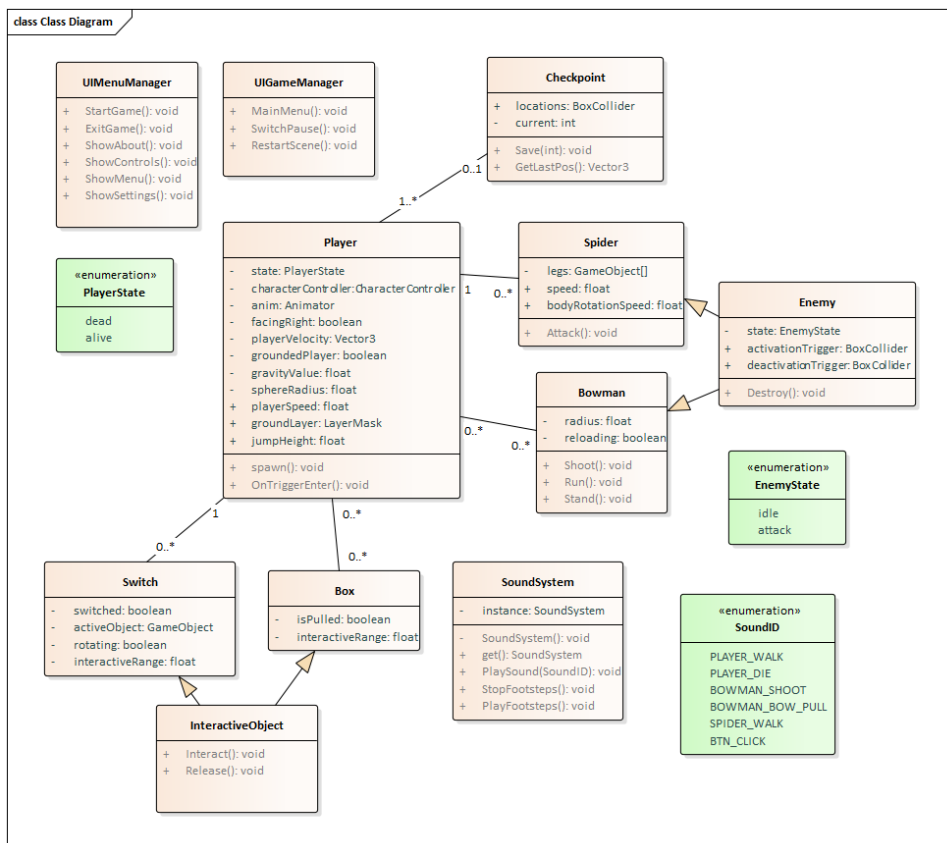 class Class Diagram
UIMenuManager
+ StartGame(): void
+ ExitGame(): void
+ ShowAbout(): void
+ ShowControls(): void
+ ShowMenu(): void
+ ShowSettings(): void
UIGameManager
+ MainMenu(): void
+ SwitchPause(): void
+ RestartScene(): void
Checkpoint
+ locations: BoxCollider
- current: int
+ Save(int): void
+ GetLastPos(): Vector3
0..1
1..*
«enumeration»
PlayerState
dead
alive
Player
- state: PlayerState
- characterController:CharacterController
- anim: Animator
- facingRight: boolean
- playerVelocity: Vector3
- groundedPlayer: boolean
- gravityValue: float
- sphereRadius: float
+ playerSpeed: float
+ groundLayer: LayerMask
+ jumpHeight: float
+ spawn(): void
+ OnTriggerEnter(): void
1
0..*
Spider
- legs: GameObject[]
+ speed: float
+ bodyRotationSpeed: float
+ Attack(): void
Enemy
- state: EnemyState
+ activationTrigger: BoxCollider
+ deactivationTrigger: BoxCollider
+ Destroy(): void
0..*
0..*
Bowman
- radius: float
- reloading: boolean
+ Shoot(): void
+ Run(): void
+ Stand(): void
«enumeration»
EnemyState
idle
attack
1
0..*
0..*
0..*
Switch
- switched: boolean
- activeObject: GameObject
- rotating: boolean
- interactiveRange: float
Box
- isPulled: boolean
- interactiveRange: float
InteractiveObject
+ Interact(): void
+ Release(): void
SoundSystem
- instance: SoundSystem
- SoundSystem(): void
+ get(): SoundSystem
+ PlaySound(SoundID): void
+ StopFootsteps(): void
+ PlayFootsteps(): void
«enumeration»
SoundID
PLAYER_WALK
PLAYER_DIE
BOWMAN_SHOOT
BOWMAN_BOW_PULL
SPIDER_WALK
BTN_CLICK